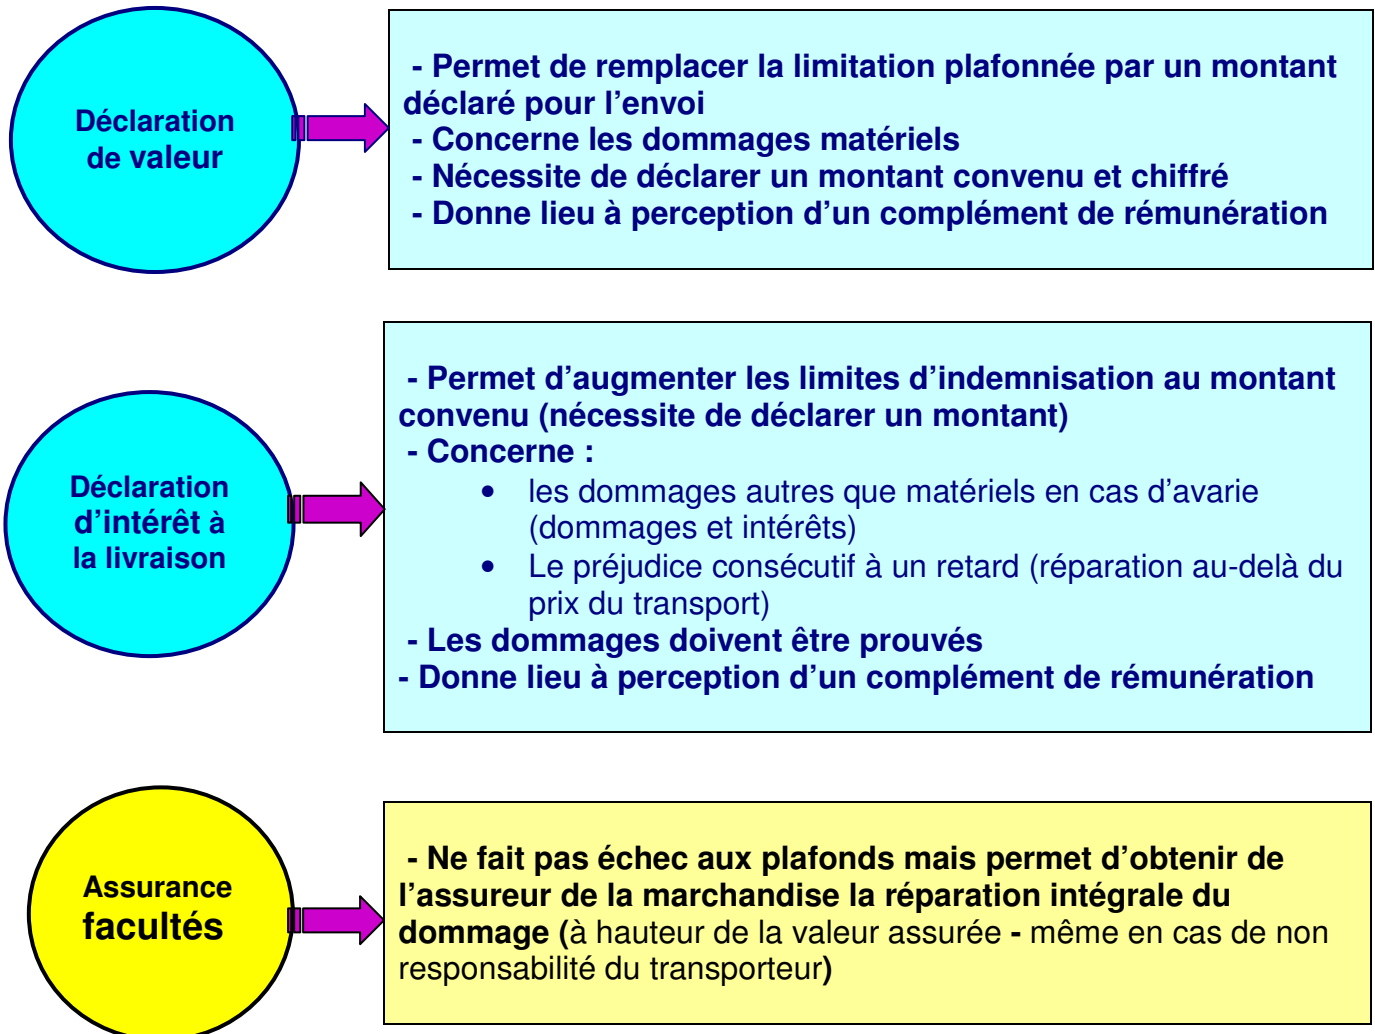 Déclaration
de valeur
- Permet de remplacer la limitation plafonnée par un montant
déclaré pour l’envoi
- Concerne les dommages matériels
- Nécessite de déclarer un montant convenu et chiffré
- Donne lieu à perception d’un complément de rémunération
Déclaration
d’intérêt à
la livraison
- Permet d’augmenter les limites d’indemnisation au montant
convenu (nécessite de déclarer un montant)
- Concerne :
• les dommages autres que matériels en cas d’avarie
(dommages et intérêts)
• Le préjudice consécutif à un retard (réparation au-delà du
prix du transport)
- Les dommages doivent être prouvés
- Donne lieu à perception d’un complément de rémunération
Assurance
facultés
- Ne fait pas échec aux plafonds mais permet d’obtenir de
l’assureur de la marchandise la réparation intégrale du
dommage (à hauteur de la valeur assurée - même en cas de non
responsabilité du transporteur)